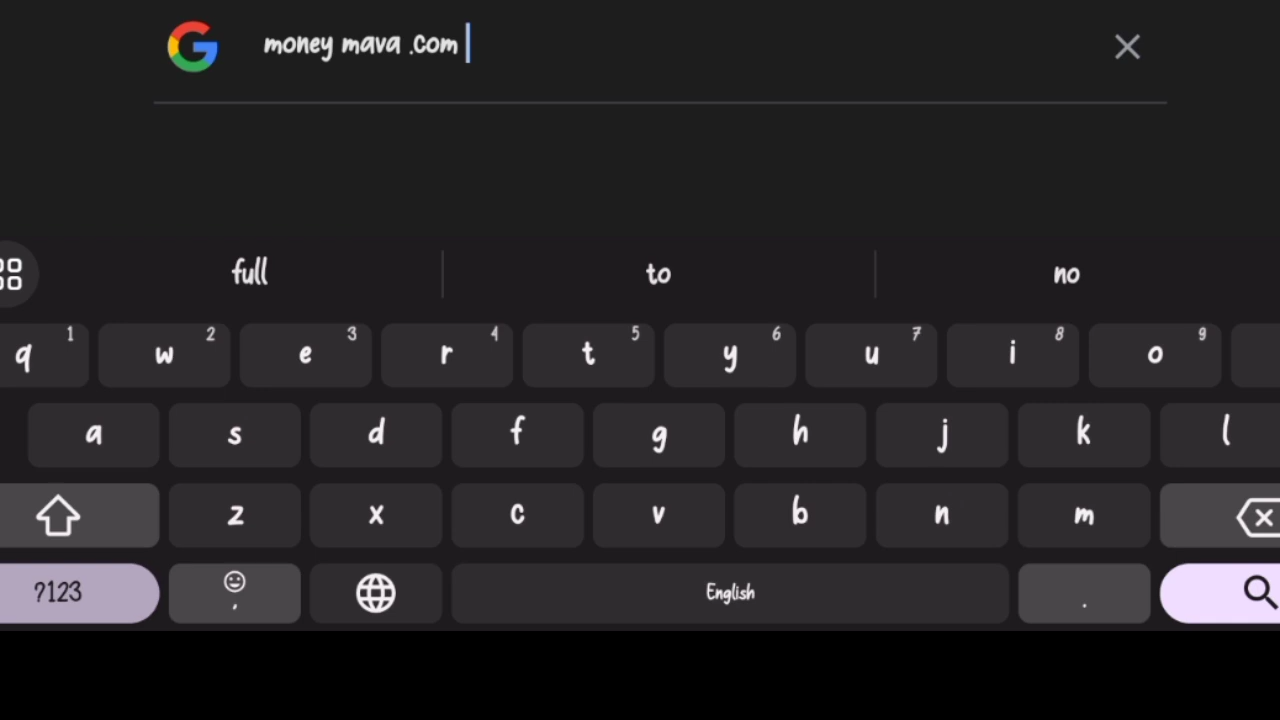 money mava .com
full to no
q 1 w 2 e 3 r 4 t 5 y 6 u 7 i 8 o 9
a s d f g h j k l
z x c v b n m
?123 , English .